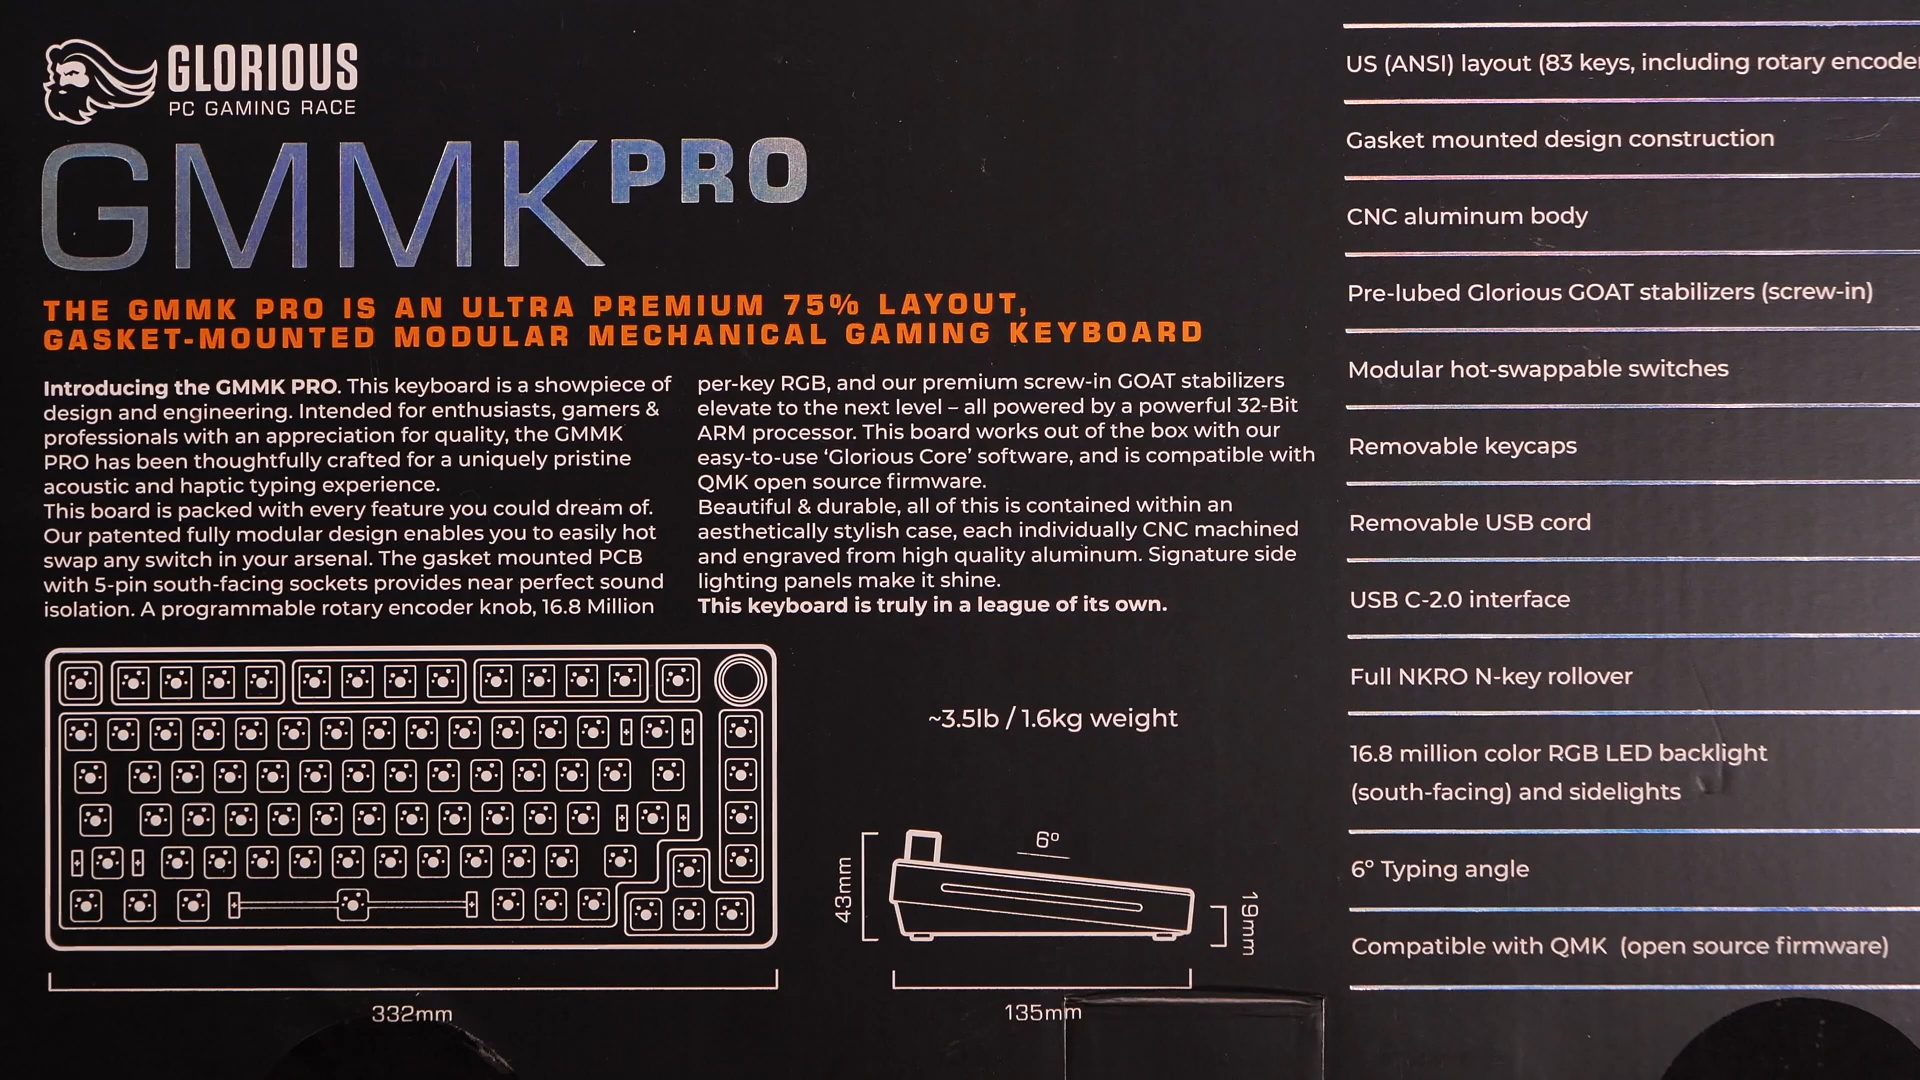 GLORIOUS
PC GAMING RACE
GMMK PRO
THE GMMK PRO IS AN ULTRA PREMIUM 75% LAYOUT,
GASKET-MOUNTED MODULAR MECHANICAL GAMING KEYBOARD
Introducing the GMMK PRO. This keyboard is a showpiece of
design and engineering. Intended for enthusiasts, gamers &
professionals with an appreciation for quality, the GMMK
PRO has been thoughtfully crafted for a uniquely pristine
acoustic and haptic typing experience.
This board is packed with every feature you could dream of.
Our patented fully modular design enables you to easily hot
swap any switch in your arsenal. The gasket mounted PCB
with 5-pin south-facing sockets provides near perfect sound
isolation. A programmable rotary encoder knob, 16.8 Million
per-key RGB, and our premium screw-in GOAT stabilizers
elevate to the next level – all powered by a powerful 32-Bit
ARM processor. This board works out of the box with our
easy-to-use ‘Glorious Core’ software, and is compatible with
QMK open source firmware.
Beautiful & durable, all of this is contained within an
aesthetically stylish case, each individually CNC machined
and engraved from high quality aluminum. Signature side
lighting panels make it shine.
This keyboard is truly in a league of its own.
332mm
~3.5lb / 1.6kg weight
6º
43mm
19mm
135mm
US (ANSI) layout (83 keys, including rotary encoder
Gasket mounted design construction
CNC aluminum body
Pre-lubed Glorious GOAT stabilizers (screw-in)
Modular hot-swappable switches
Removable keycaps
Removable USB cord
USB C-2.0 interface
Full NKRO N-key rollover
16.8 million color RGB LED backlight
(south-facing) and sidelights
6º Typing angle
Compatible with QMK (open source firmware)